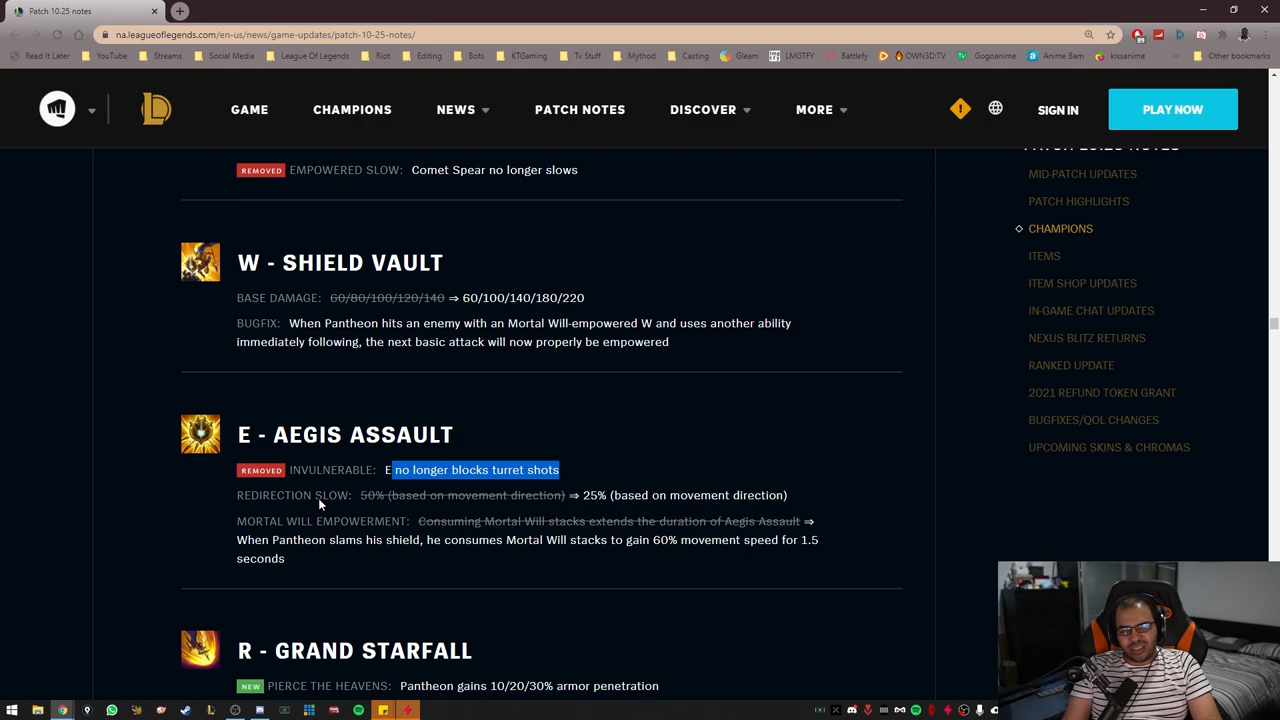 Patch 10.25 notes
na.leagueoflegends.com/en-us/news/game-updates/patch-10-25-notes/
Read It Later YouTube Streams Social Media League Of Legends Riot Editing Bots KTGaming Tv Stuff Mythod Casting Gleam LMGTFY Battlefy OWN3D:TV Gogoanime Anime Bam kissanime Other bookmarks
GAME CHAMPIONS NEWS PATCH NOTES DISCOVER MORE SIGN IN PLAY NOW
REMOVED EMPOWERED SLOW: Comet Spear no longer slows
W - SHIELD VAULT
BASE DAMAGE: 60/80/100/120/140 ⇒ 60/100/140/180/220
BUGFIX: When Pantheon hits an enemy with an Mortal Will-empowered W and uses another ability
immediately following, the next basic attack will now properly be empowered
E - AEGIS ASSAULT
REMOVED INVULNERABLE: E no longer blocks turret shots
REDIRECTION SLOW: 50% (based on movement direction) ⇒ 25% (based on movement direction)
MORTAL WILL EMPOWERMENT: Consuming Mortal Will stacks extends the duration of Aegis Assault ⇒
When Pantheon slams his shield, he consumes Mortal Will stacks to gain 60% movement speed for 1.5
seconds
R - GRAND STARFALL
NEW PIERCE THE HEAVENS: Pantheon gains 10/20/30% armor penetration
PATCH 10.25 NOTES
MID-PATCH UPDATES
PATCH HIGHLIGHTS
CHAMPIONS
ITEMS
ITEM SHOP UPDATES
IN-GAME CHAT UPDATES
NEXUS BLITZ RETURNS
RANKED UPDATE
2021 REFUND TOKEN GRANT
BUGFIXES/QOL CHANGES
UPCOMING SKINS & CHROMAS